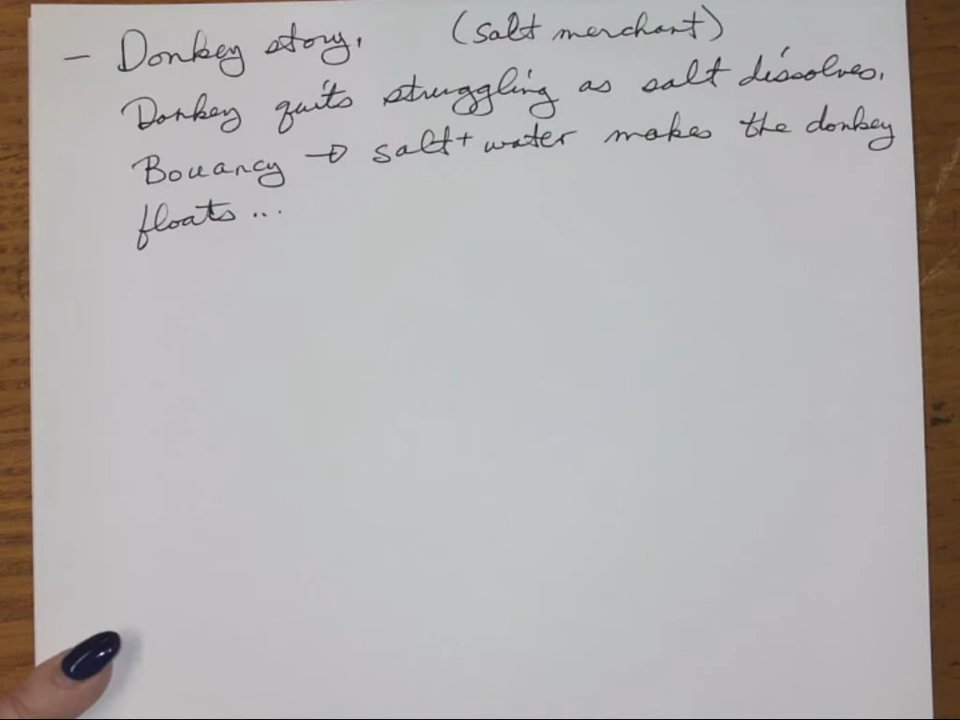 - Donkey story. (salt merchant)
Donkey quits struggling as salt dissolves.
Bouancy → salt + water makes the donkey
floats...